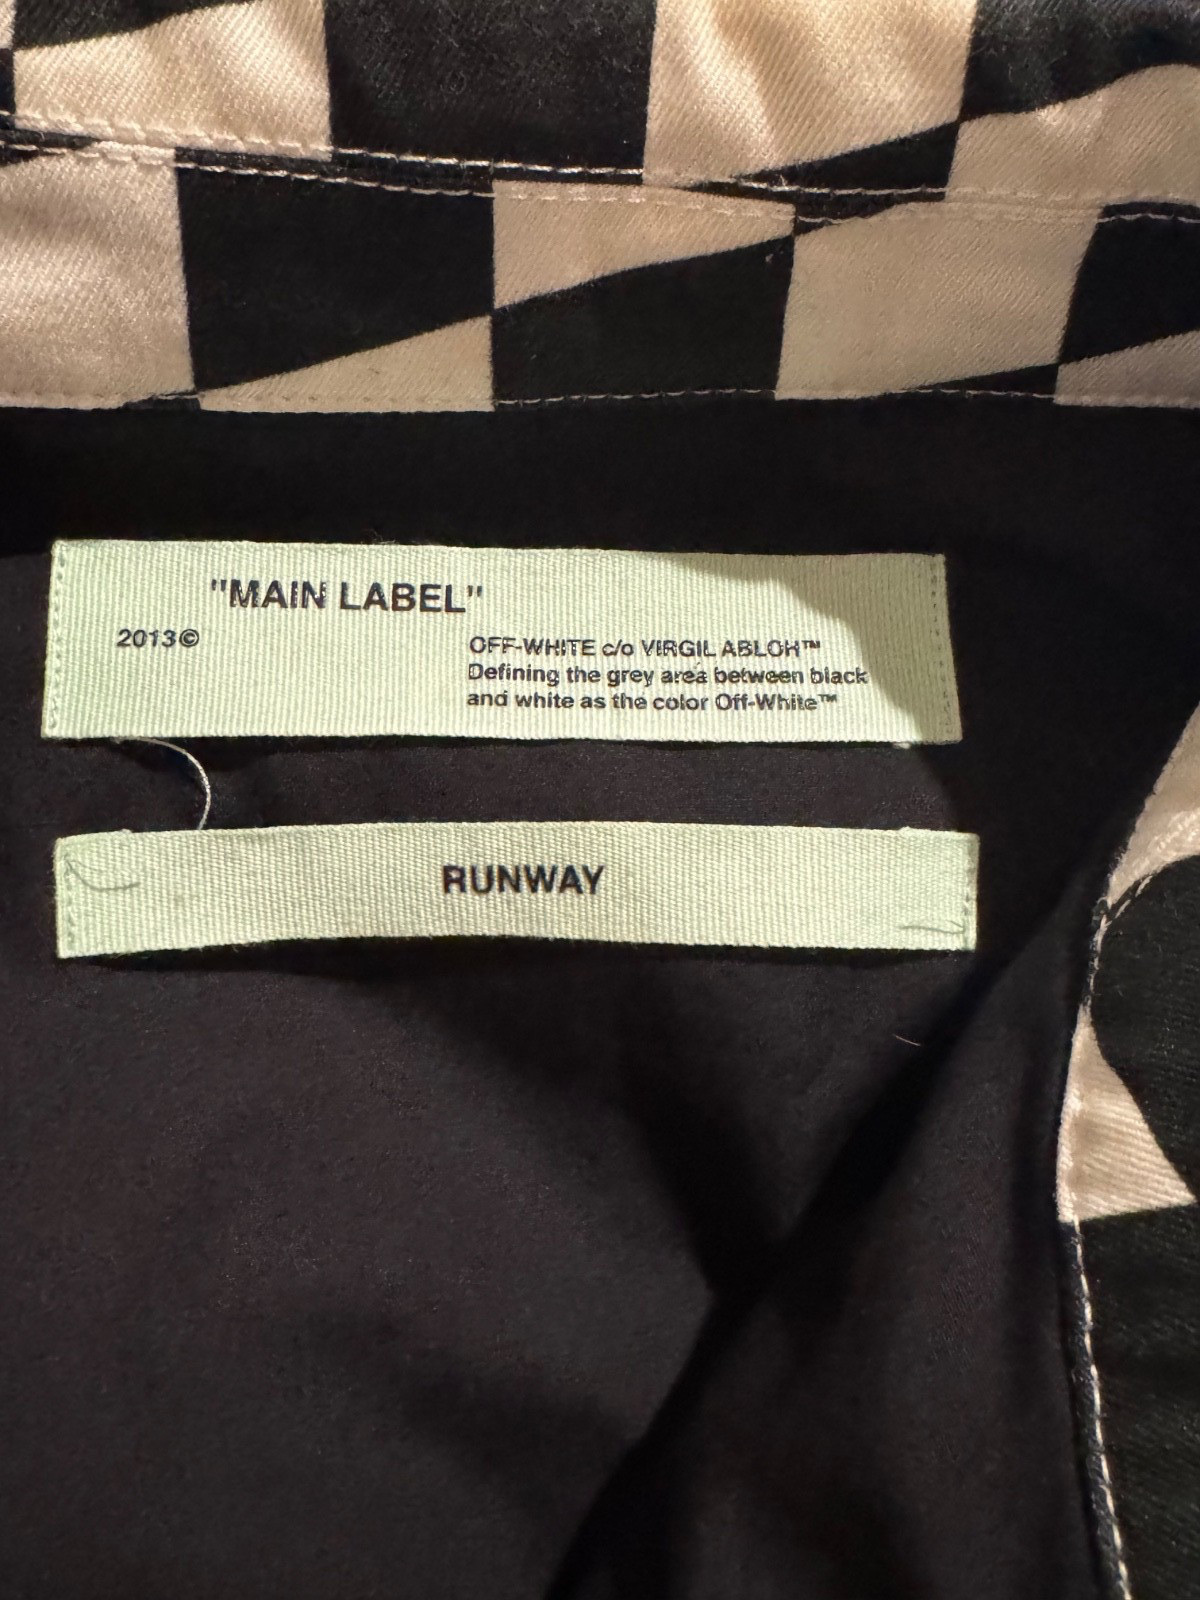 "MAIN LABEL"
2013©
OFF-WHITE c/o VIRGIL ABLOH™
Defining the grey area between black
and white as the color Off-White™
RUNWAY